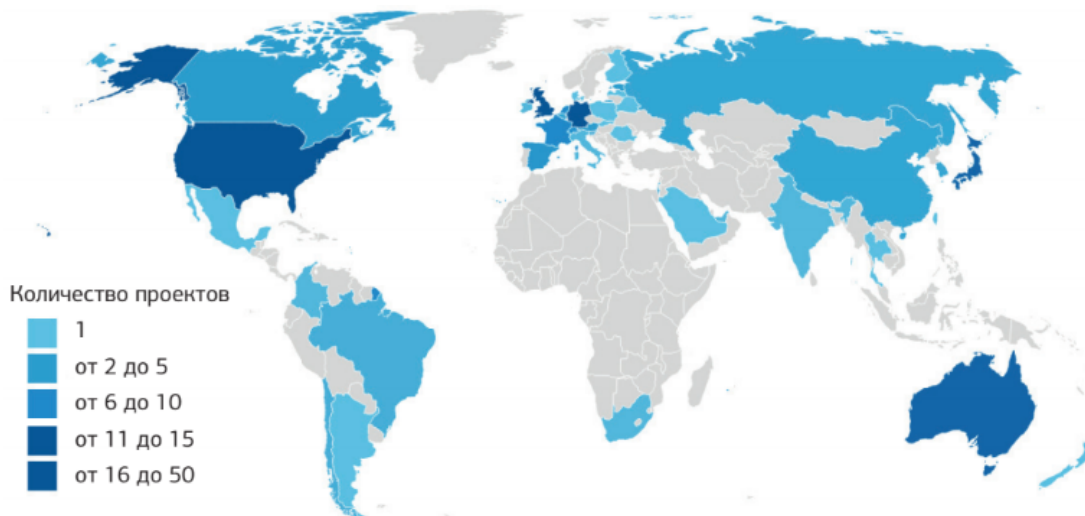 Количество проектов
1
от 2 до 5
от 6 до 10
от 11 до 15
от 16 до 50